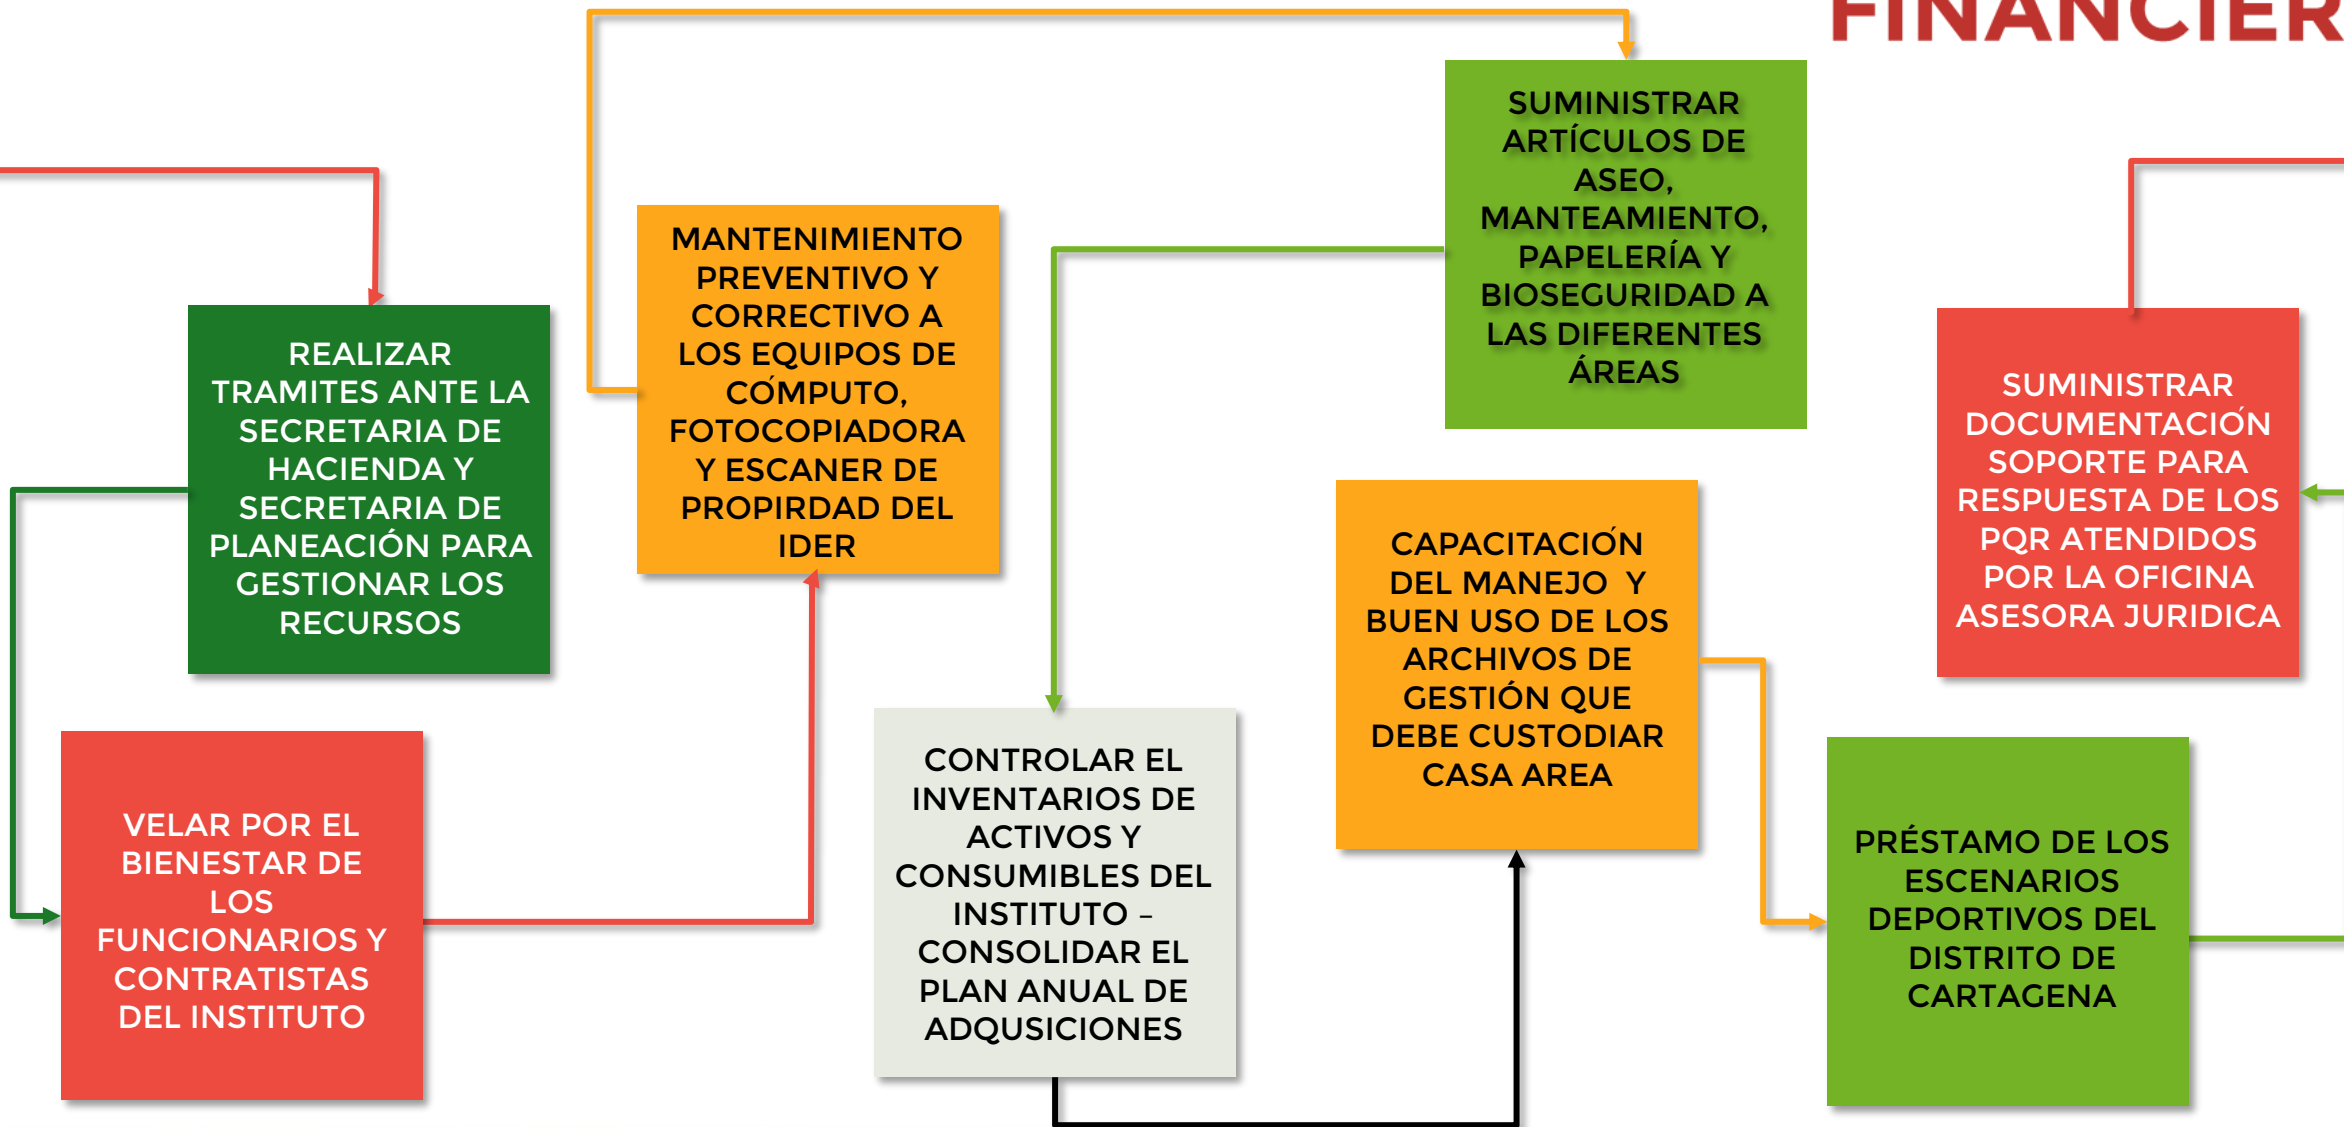 FINANCIER
REALIZAR
TRAMITES ANTE LA
SECRETARIA DE
HACIENDA Y
SECRETARIA DE
PLANEACIÓN PARA
GESTIONAR LOS
RECURSOS
VELAR POR EL
BIENESTAR DE
LOS
FUNCIONARIOS Y
CONTRATISTAS
DEL INSTITUTO
MANTENIMIENTO
PREVENTIVO Y
CORRECTIVO A
LOS EQUIPOS DE
CÓMPUTO,
FOTOCOPIADORA
Y ESCANER DE
PROPIRDAD DEL
IDER
SUMINISTRAR
ARTÍCULOS DE
ASEO,
MANTEAMIENTO,
PAPELERÍA Y
BIOSEGURIDAD A
LAS DIFERENTES
ÁREAS
CONTROLAR EL
INVENTARIOS DE
ACTIVOS Y
CONSUMIBLES DEL
INSTITUTO –
CONSOLIDAR EL
PLAN ANUAL DE
ADQUSICIONES
CAPACITACIÓN
DEL MANEJO  Y
BUEN USO DE LOS
ARCHIVOS DE
GESTIÓN QUE
DEBE CUSTODIAR
CASA AREA
PRÉSTAMO DE LOS
ESCENARIOS
DEPORTIVOS DEL
DISTRITO DE
CARTAGENA
SUMINISTRAR
DOCUMENTACIÓN
SOPORTE PARA
RESPUESTA DE LOS
PQR ATENDIDOS
POR LA OFICINA
ASESORA JURIDICA